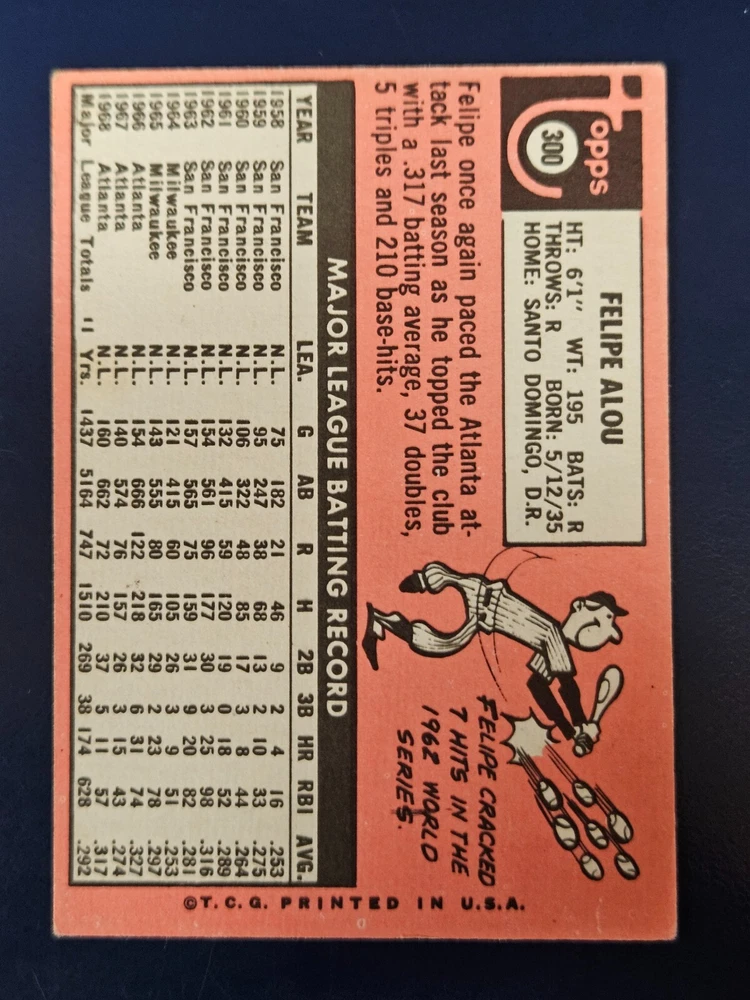 Topps
300
FELIPE ALOU
HT: 6'1" WT: 195 BATS: R
THROWS: R BORN: 5/12/35
HOME: SANTO DOMINGO, D.R.
Felipe once again paced the Atlanta at-
tack last season as he topped the club
with a .317 batting average, 37 doubles,
5 triples and 210 base-hits.
FELIPE CRACKED
7 HITS IN THE
1962 WORLD
SERIES.
MAJOR LEAGUE BATTING RECORD
YEAR TEAM LEA. G AB R H 2B 3B HR RBI AVG.
1958 San Francisco N.L. 75 182 21 46 9 2 4 16 .253
1959 San Francisco N.L. 95 247 38 68 13 2 10 33 .275
1960 San Francisco N.L. 106 322 48 85 17 3 8 44 .264
1961 San Francisco N.L. 132 415 59 120 19 0 18 52 .289
1962 San Francisco N.L. 154 561 96 177 30 3 25 98 .316
1963 San Francisco N.L. 157 565 75 159 31 9 20 82 .281
1964 Milwaukee N.L. 121 415 60 105 26 3 9 51 .253
1965 Milwaukee N.L. 143 555 80 165 29 2 23 78 .297
1966 Atlanta N.L. 154 666 122 218 32 6 31 74 .327
1967 Atlanta N.L. 140 574 76 157 26 3 15 43 .274
1968 Atlanta N.L. 160 662 72 210 37 5 11 57 .317
Major League Totals 11 Yrs. 1437 5164 747 1510 269 38 174 628 .292
©T.C.G. PRINTED IN U.S.A.
D